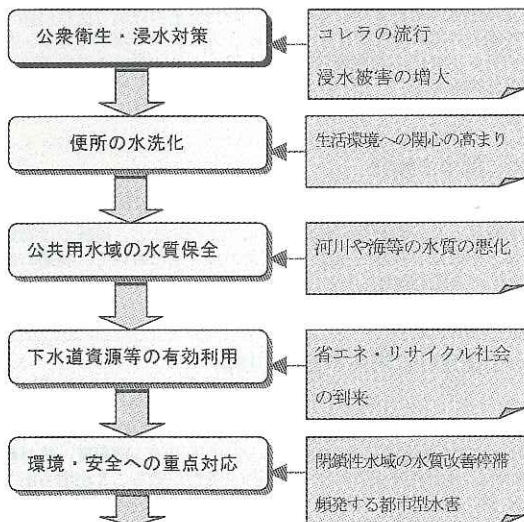 公衆衛生・浸水対策
コレラの流行
浸水被害の増大
便所の水洗化
生活環境への関心の高まり
公共用水域の水質保全
河川や海等の水質の悪化
下水道資源等の有効利用
省エネ・リサイクル社会
の到来
環境・安全への重点対応
閉鎖性水域の水質改善停滞
頻発する都市型水害